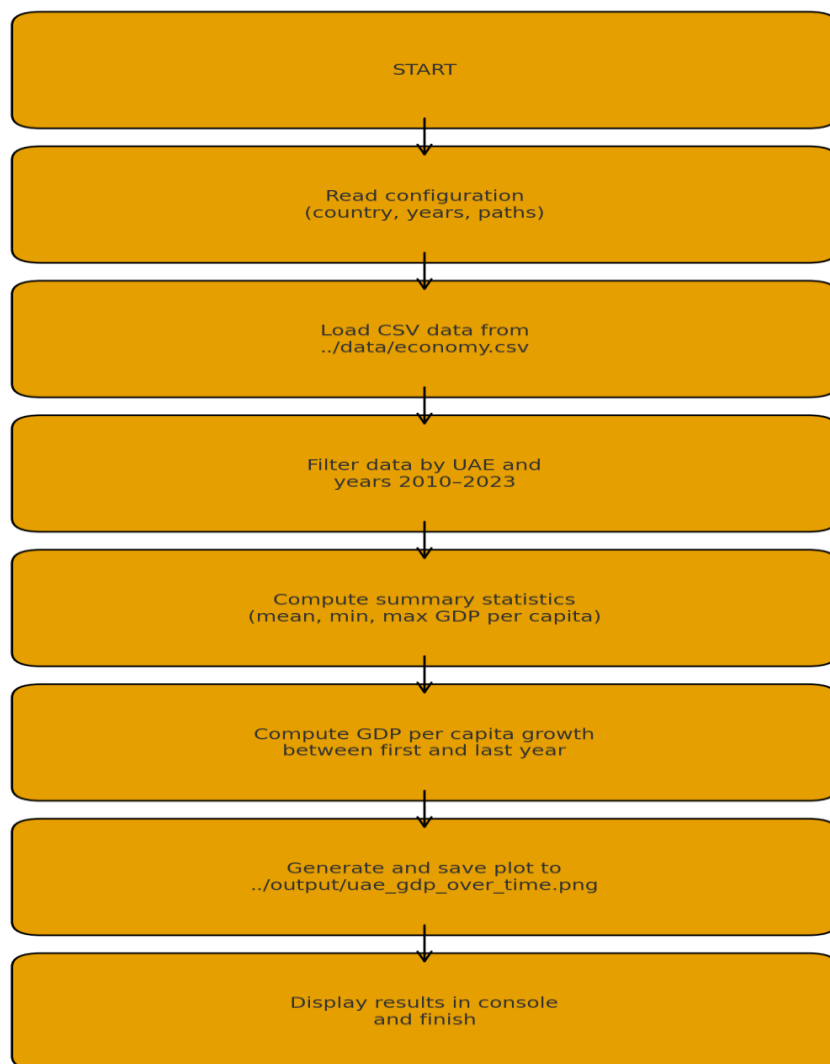 START
Read configuration
(country, years, paths)
Load CSV data from
../data/economy.csv
Filter data by UAE and
years 2010–2023
Compute summary statistics
(mean, min, max GDP per capita)
Compute GDP per capita growth
between first and last year
Generate and save plot to
../output/uae_gdp_over_time.png
Display results in console
and finish